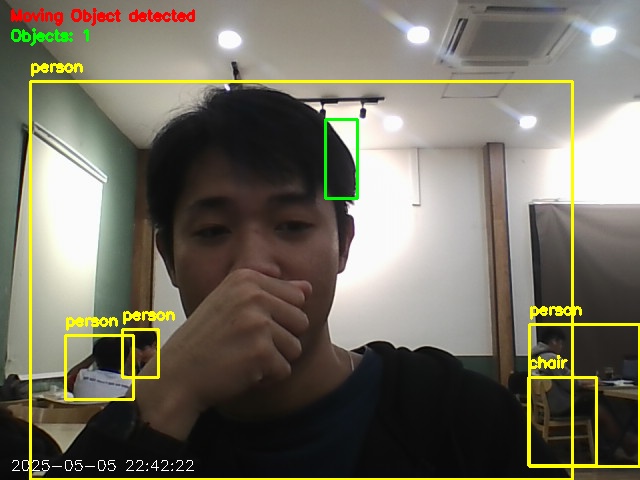 Moving Object detected
Objects: 1
person
person
person
person
chair
2025-05-05 22:42:22